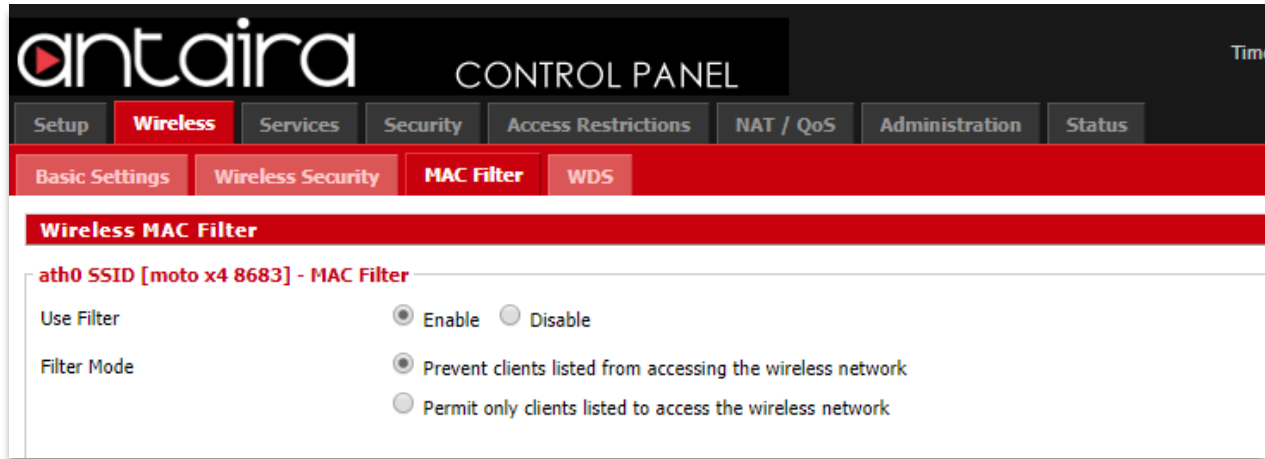 antaira CONTROL PANEL
Setup Wireless Services Security Access Restrictions NAT / QoS Administration Status
Basic Settings Wireless Security MAC Filter WDS
Wireless MAC Filter
ath0 SSID [moto x4 8683] - MAC Filter
Use Filter Enable Disable
Filter Mode Prevent clients listed from accessing the wireless network
Permit only clients listed to access the wireless network